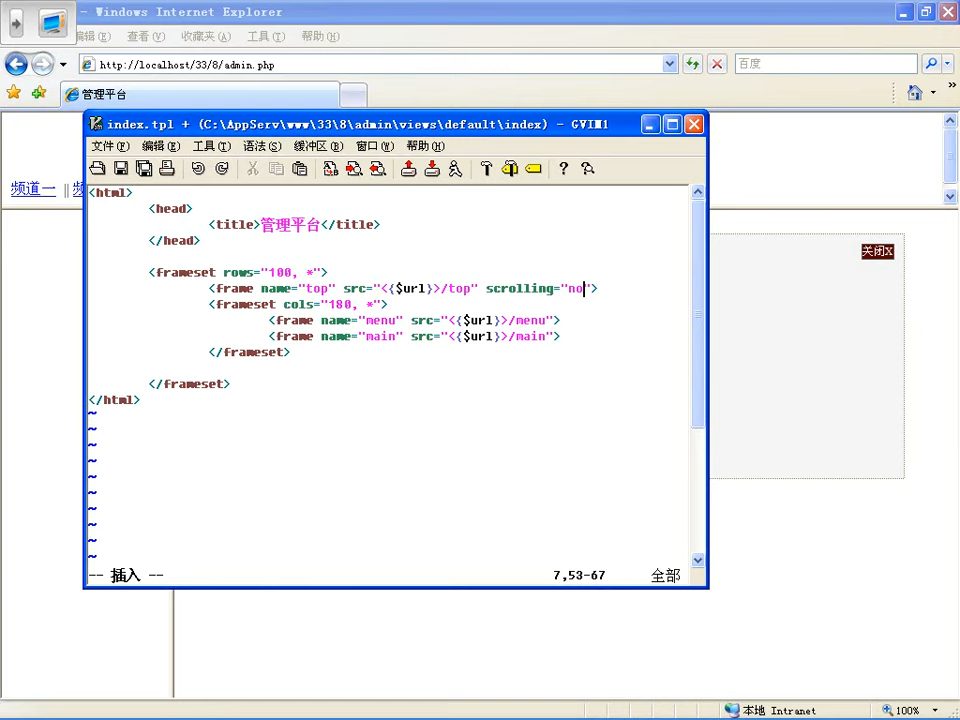 - Windows Internet Explorer
编辑(E) 查看(V) 收藏夹(A) 工具(T) 帮助(H)
http://localhost/33/8/admin.php
百度
管理平台
频道一 || 频
关闭X
index.tpl + (C:\AppServ\www\33\8\admin\views\default\index) - GVIM1
文件(F) 编辑(E) 工具(T) 语法(S) 缓冲区(B) 窗口(W) 帮助(H)
<html>
<head>
<title>管理平台</title>
</head>
<frameset rows="100, *">
<frame name="top" src="<{$url}>/top" scrolling="no">
<frameset cols="180, *">
<frame name="menu" src="<{$url}>/menu">
<frame name="main" src="<{$url}>/main">
</frameset>
</frameset>
</html>
~
~
~
~
~
~
~
~
~
~
-- 插入 -- 7,53-67 全部
本地 Intranet 100%